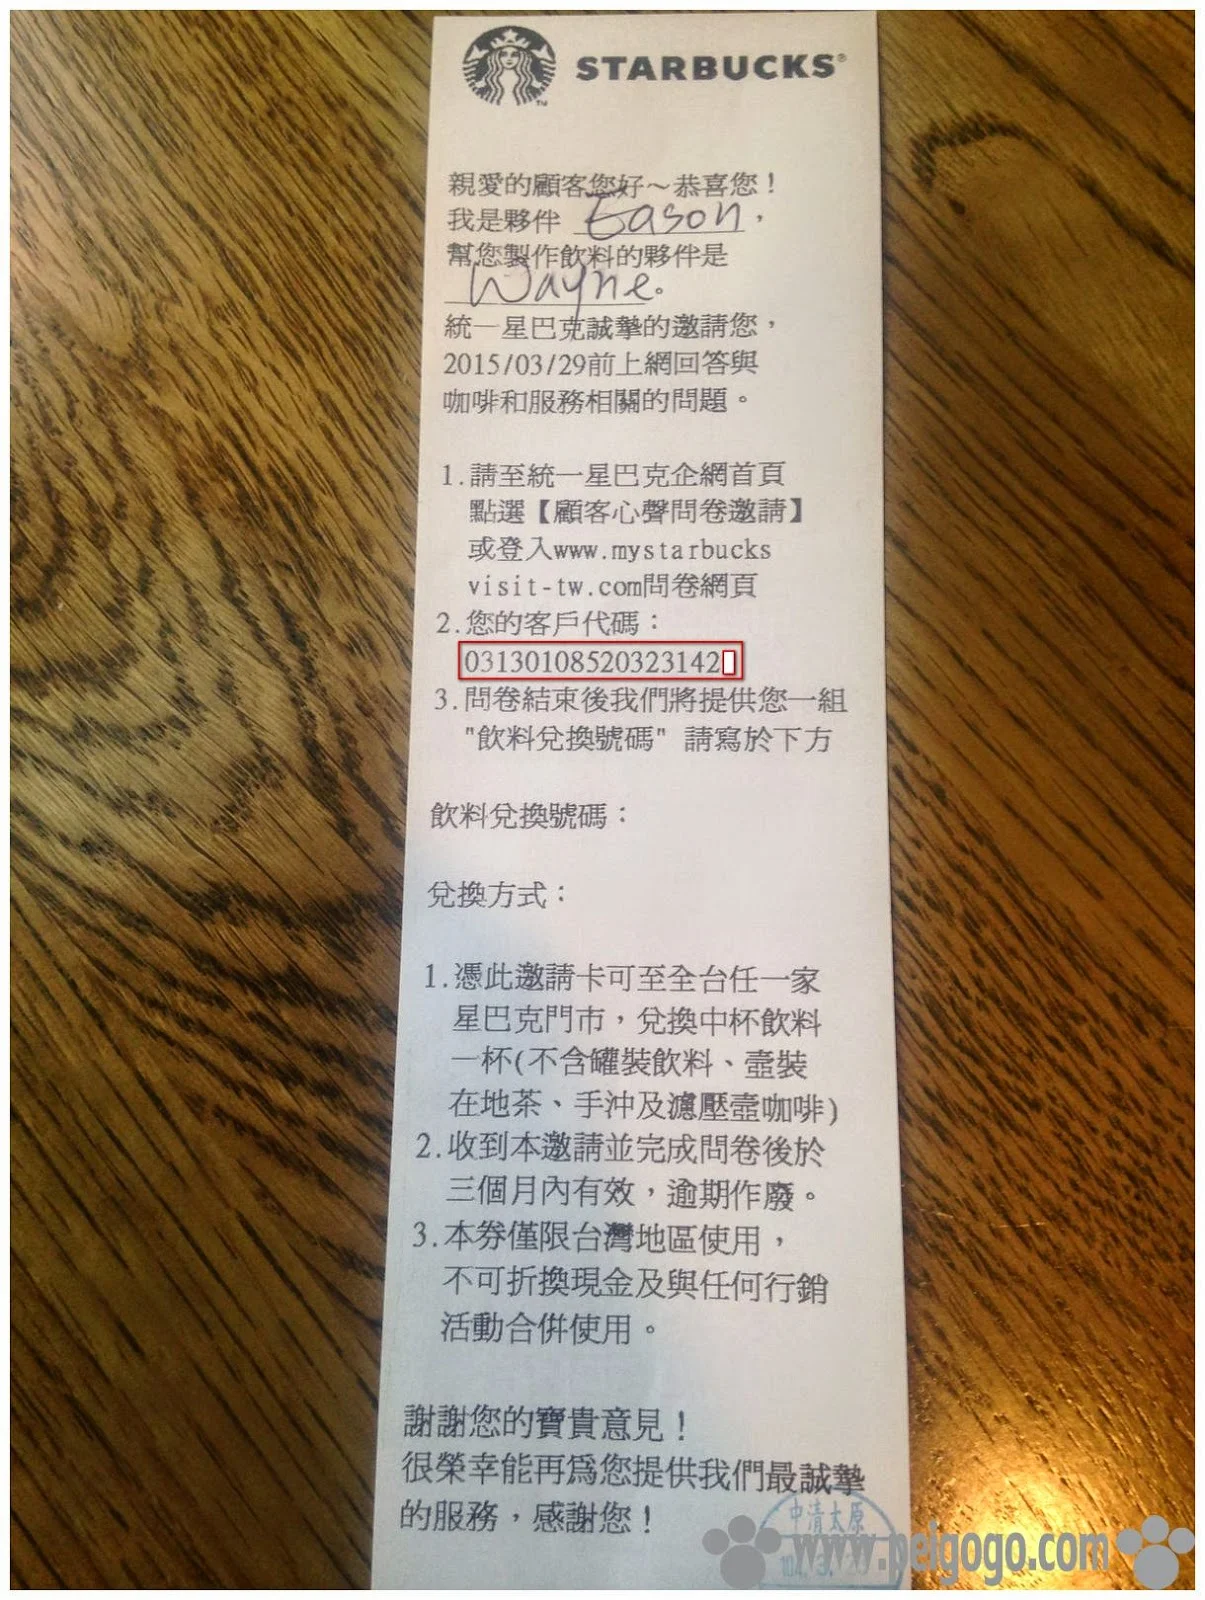 STARBUCKS®
TM
親愛的顧客您好～恭喜您！
我是夥伴 Eason，
幫您製作飲料的夥伴是
Wayne。
統一星巴克誠摯的邀請您，
2015/03/29前上網回答與
咖啡和服務相關的問題。
1.請至統一星巴克企網首頁
點選【顧客心聲問卷邀請】
或登入www.mystarbucks
visit-tw.com問卷網頁
2.您的客戶代碼：
03130108520323142
3.問卷結束後我們將提供您一組
"飲料兌換號碼" 請寫於下方
飲料兌換號碼：
兌換方式：
1.憑此邀請卡可至全台任一家
星巴克門市，兌換中杯飲料
一杯(不含罐裝飲料、壺裝
在地茶、手沖及濾壓壺咖啡)
2.收到本邀請並完成問卷後於
三個月內有效，逾期作廢。
3.本券僅限台灣地區使用，
不可折換現金及與任何行銷
活動合併使用。
謝謝您的寶貴意見！
很榮幸能再為您提供我們最誠摯
的服務，感謝您！
中清太原
www.peigogo.com